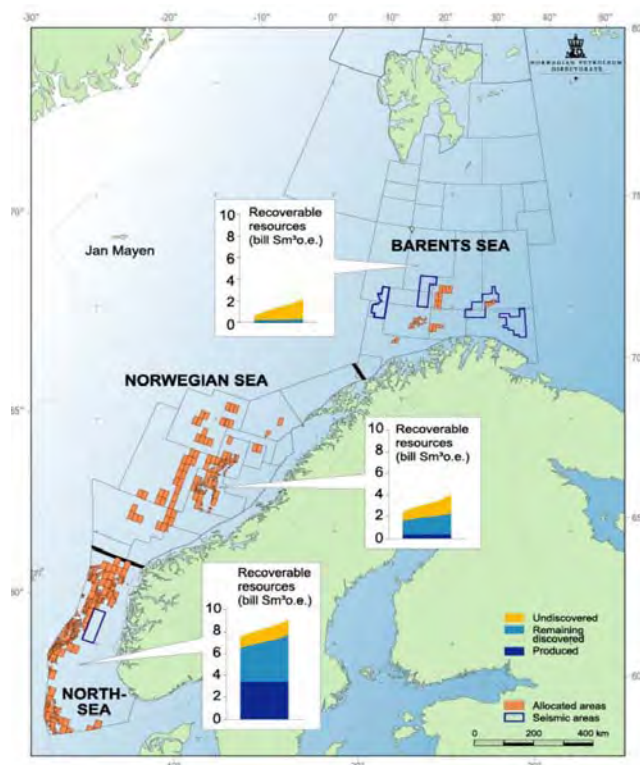 -30°
-20°
-10°
0°
10°
20°
30°
40°
50°
NORWEGIAN PETROLEUM
DIRECTORATE
70°
Jan Mayen
Recoverable
resources
(bill Sm³o.e.)
10
8
6
4
2
0
BARENTS SEA
70°
NORWEGIAN SEA
65°
Recoverable
resources
(bill Sm³o.e.)
10
8
6
4
2
0
65°
60°
Recoverable
resources
(bill Sm³o.e.)
10
8
6
4
2
0
NORTH-
SEA
Undiscovered
Remaining
discovered
Produced
60°
Allocated areas
Seismic areas
0 200 400 km